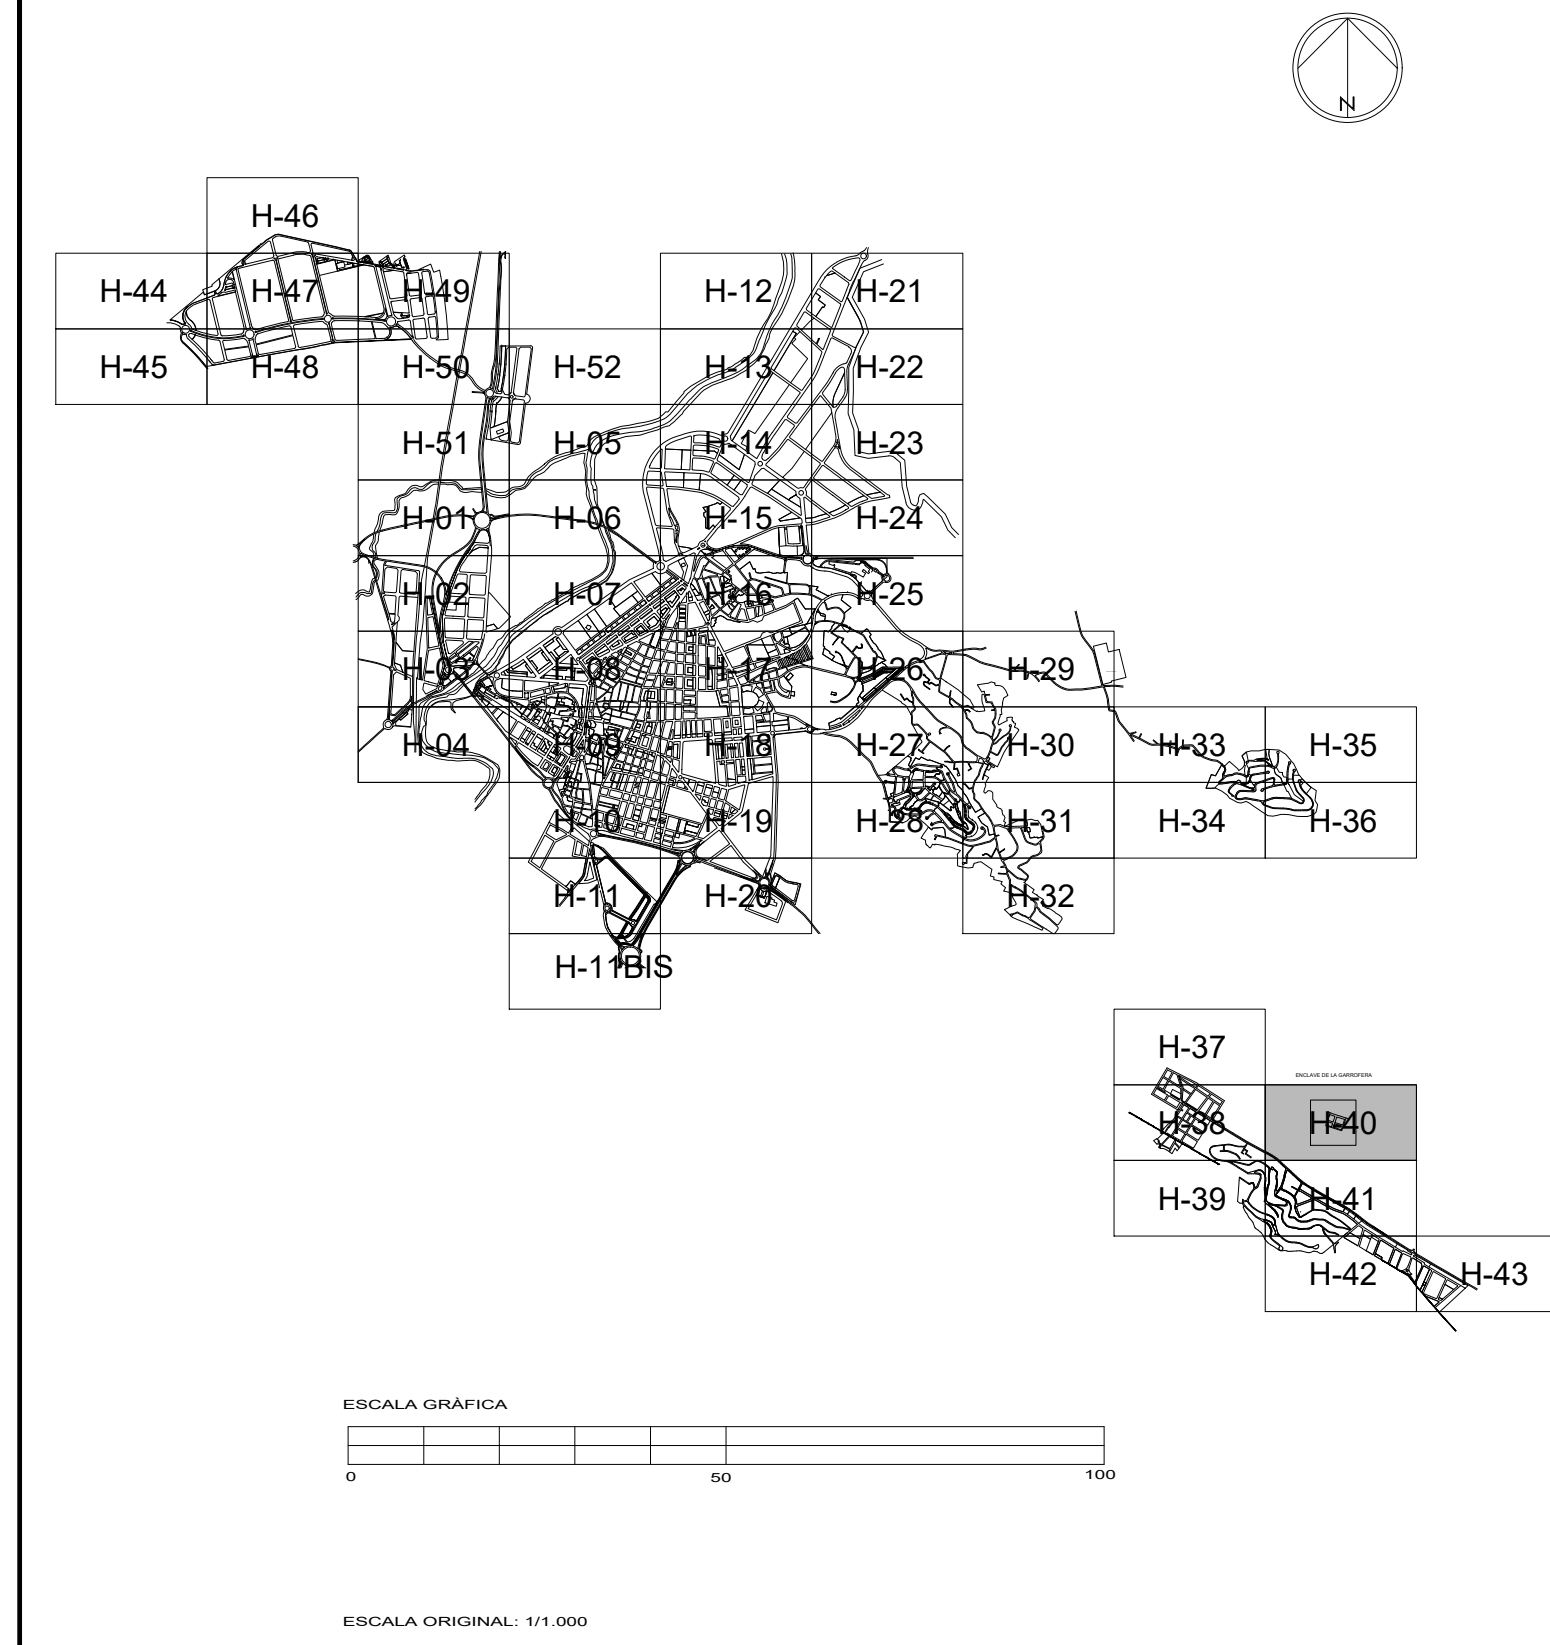 N
H-46
H-44 H-47 H-49 H-12 H-21
H-45 H-48 H-50 H-52 H-13 H-22
H-51 H-05 H-14 H-23
H-01 H-06 H-15 H-24
H-02 H-07 H-16 H-25
H-03 H-08 H-17 H-26 H-29
H-04 H-09 H-18 H-27 H-30 H-33 H-35
H-10 H-19 H-28 H-31 H-34 H-36
H-11 H-20 H-32
H-11BIS
H-37
ENCLAVE DE LA GARROFERA
H-38 H-40
H-39 H-41
H-42 H-43
ESCALA GRÀFICA
0 50 100
ESCALA ORIGINAL: 1/1.000